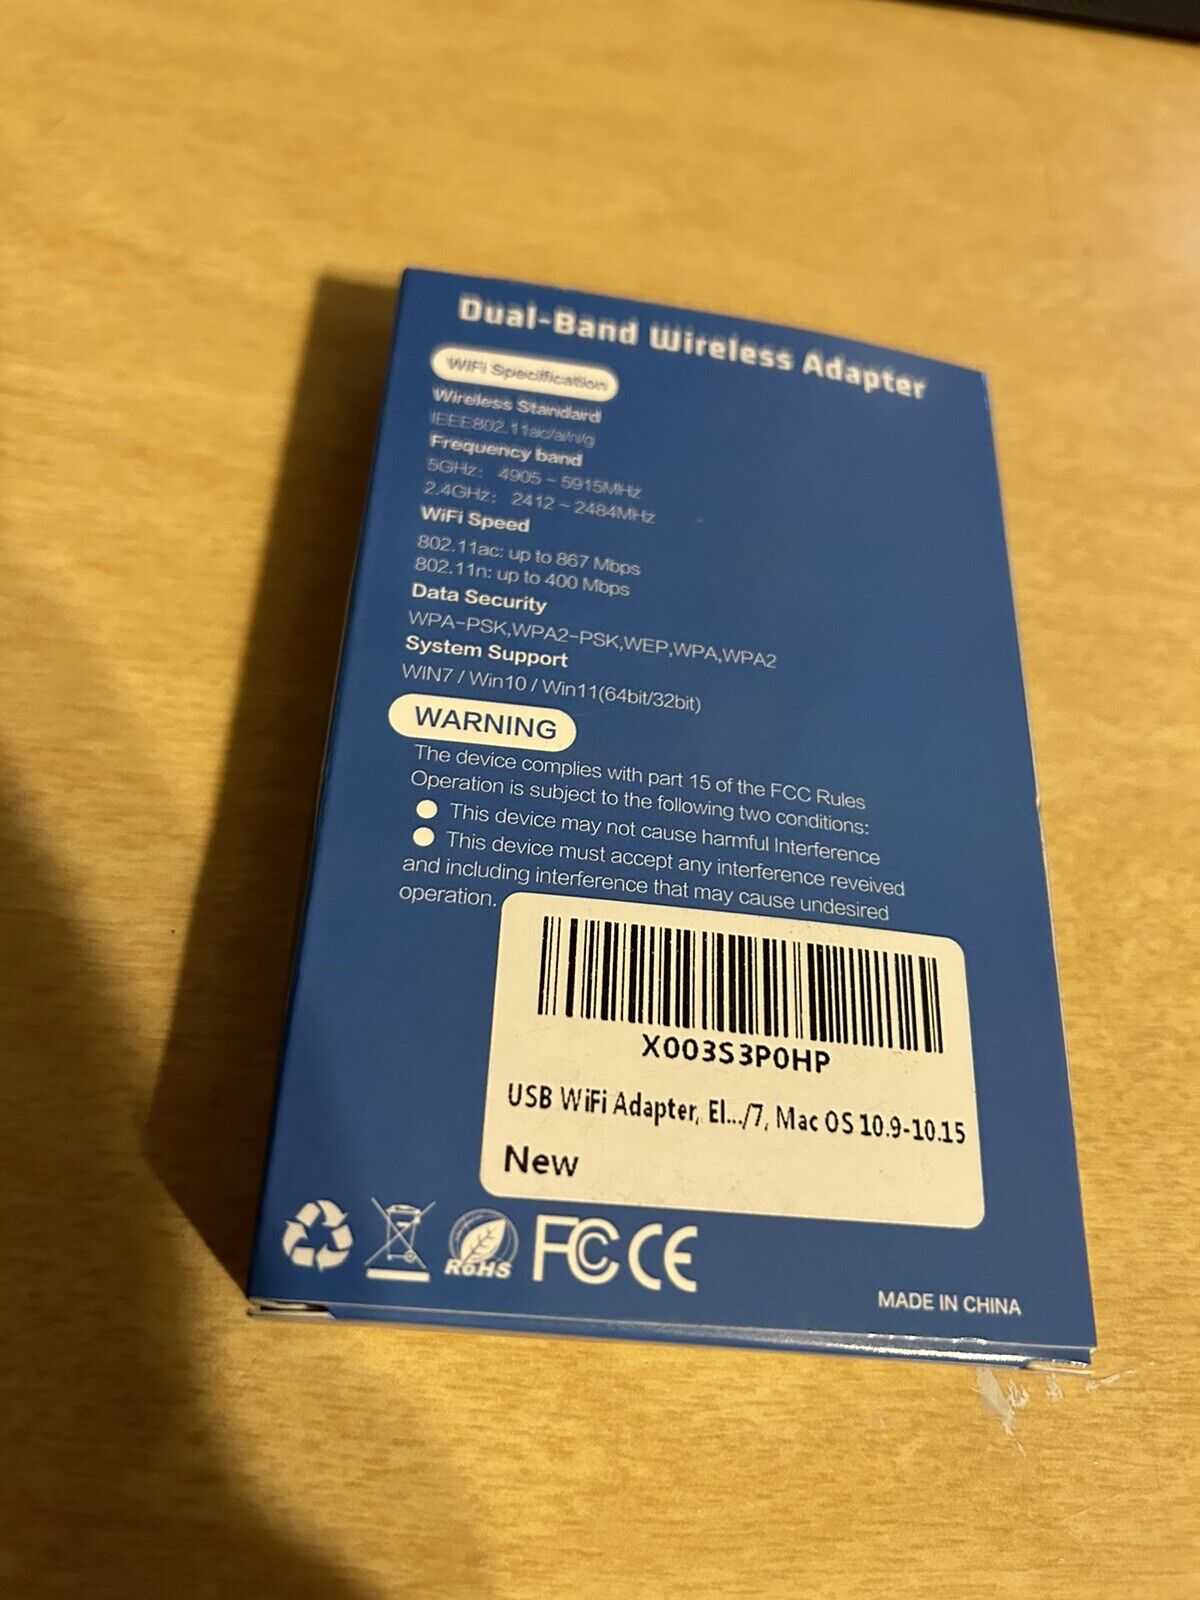 Dual-Band Wireless Adapter
WiFi Specification
Wireless Standard
IEEE802.11ac/a/n/g
Frequency band
5GHz: 4905 ~ 5915MHz
2.4GHz: 2412 ~ 2484MHz
WiFi Speed
802.11ac: up to 867 Mbps
802.11n: up to 400 Mbps
Data Security
WPA-PSK,WPA2-PSK,WEP,WPA,WPA2
System Support
WIN7 / Win10 / Win11(64bit/32bit)
WARNING
The device complies with part 15 of the FCC Rules
Operation is subject to the following two conditions:
This device may not cause harmful Interference
This device must accept any interference reveived
and including interference that may cause undesired
operation.
X003S3P0HP
USB WiFi Adapter, El.../7, Mac OS 10.9-10.15
New
RoHS FC CE
MADE IN CHINA